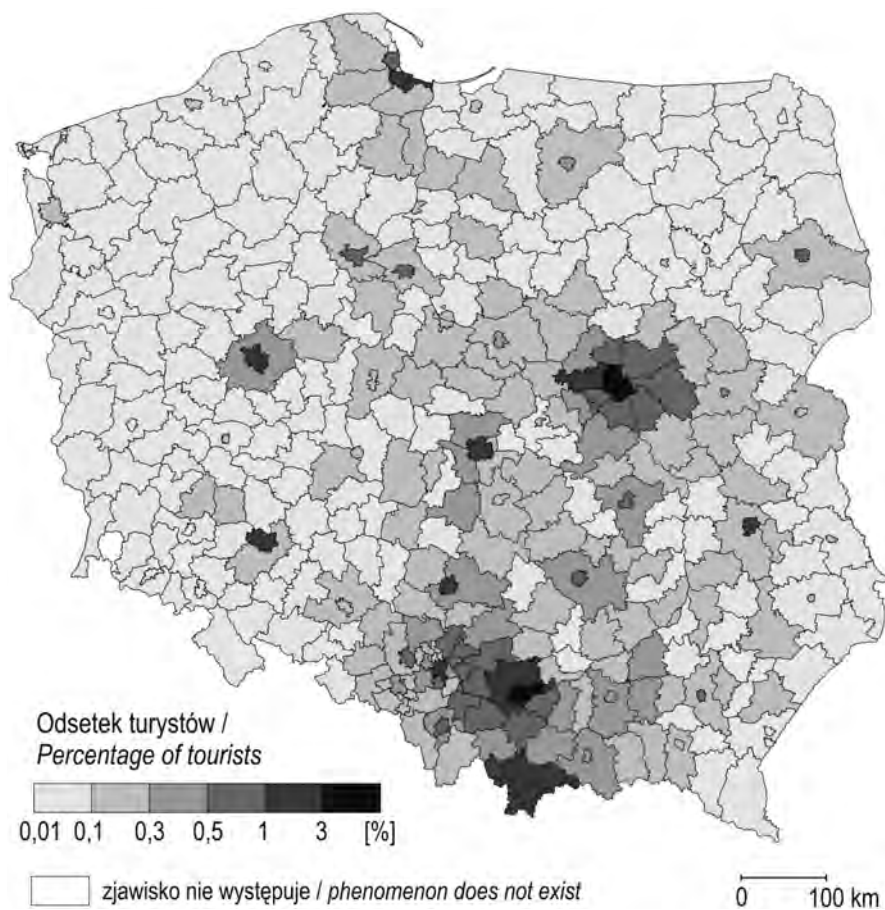 Odsetek turystów /
Percentage of tourists
0,01 0,1 0,3 0,5 1 3 [%]
zjawisko nie występuje / phenomenon does not exist
0 100 km